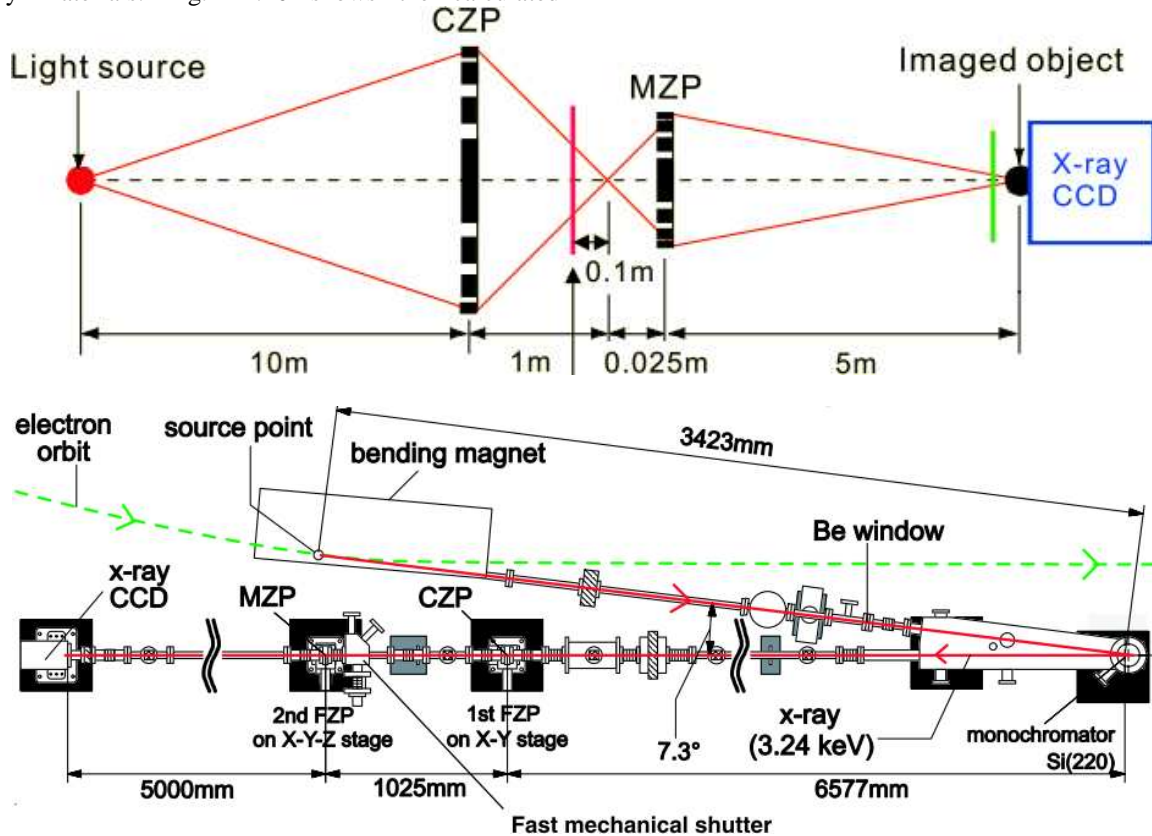 CZP
Light source
MZP
Imaged object
X-ray
CCD
0.1m
10m
1m
0.025m
5m
electron
orbit
source point
bending magnet
3423mm
Be window
x-ray
CCD
MZP
CZP
2nd FZP
on X-Y-Z stage
1st FZP
on X-Y stage
7.3°
x-ray
(3.24 keV)
monochromator
Si(220)
5000mm
1025mm
6577mm
Fast mechanical shutter